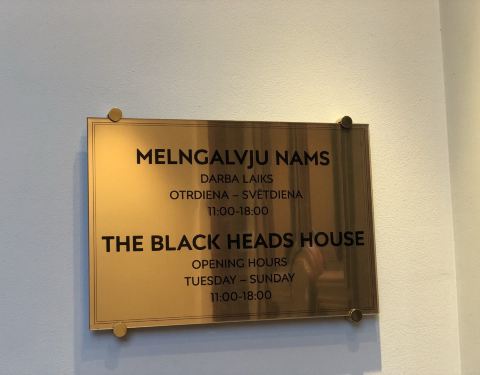 MELNGALVJU NAMS
DARBA LAIKS
OTRDIENA – SVĒTDIENA
11:00-18:00
THE BLACK HEADS HOUSE
OPENING HOURS
TUESDAY – SUNDAY
11:00-18:00